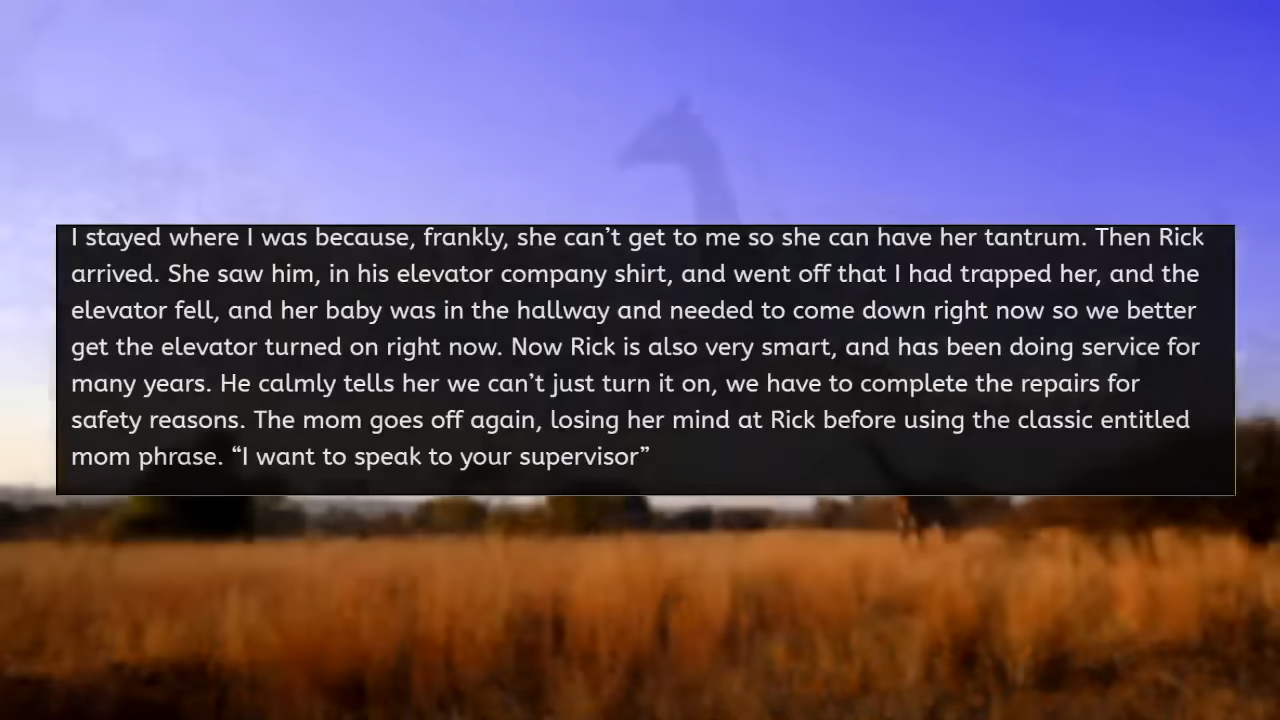 I stayed where I was because, frankly, she can’t get to me so she can have her tantrum. Then Rick
arrived. She saw him, in his elevator company shirt, and went off that I had trapped her, and the
elevator fell, and her baby was in the hallway and needed to come down right now so we better
get the elevator turned on right now. Now Rick is also very smart, and has been doing service for
many years. He calmly tells her we can’t just turn it on, we have to complete the repairs for
safety reasons. The mom goes off again, losing her mind at Rick before using the classic entitled
mom phrase. “I want to speak to your supervisor”